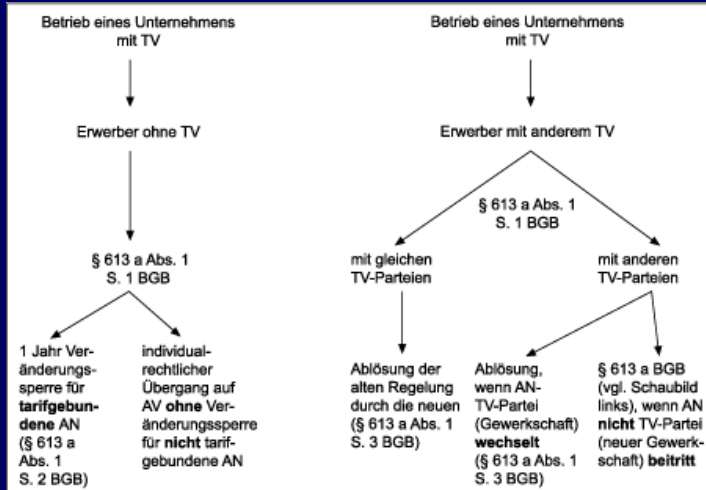 Betrieb eines Unternehmens
mit TV
Erwerber ohne TV
§ 613 a Abs. 1
S. 1 BGB
1 Jahr Ver-
änderungs-
sperre für
tarifgebun-
dene AN
(§ 613 a
Abs. 1
S. 2 BGB)
individual-
rechtlicher
Übergang auf
AV ohne Ver-
änderungssperre
für nicht tarif-
gebundene AN
Betrieb eines Unternehmens
mit TV
Erwerber mit anderem TV
§ 613 a Abs. 1
S. 1 BGB
mit gleichen
TV-Parteien
mit anderen
TV-Parteien
Ablösung der
alten Regelung
durch die neuen
(§ 613 a Abs. 1
S. 3 BGB)
Ablösung,
wenn AN-
TV-Partei
(Gewerkschaft)
wechselt
(§ 613 a Abs. 1
S. 3 BGB)
§ 613 a BGB
(vgl. Schaubild
links), wenn AN
nicht TV-Partei
(neuer Gewerk-
schaft) beitritt